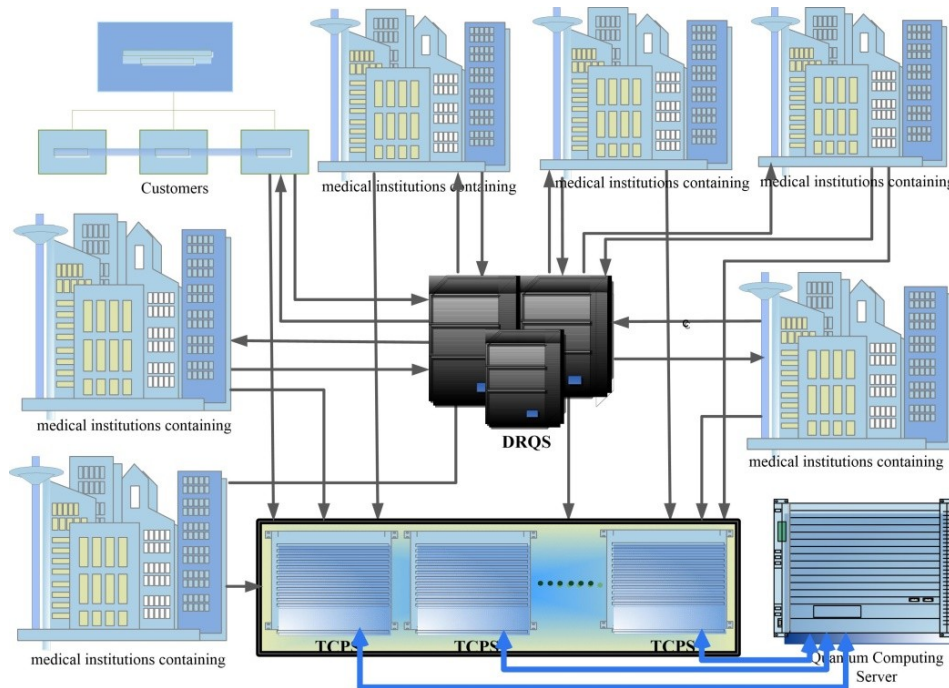 Customers
medical institutions containing
medical institutions containing
medical institutions containing
medical institutions containing
DRQS
medical institutions containing
medical institutions containing
TCPS
TCPS
TCPS
Quantum Computing
Server